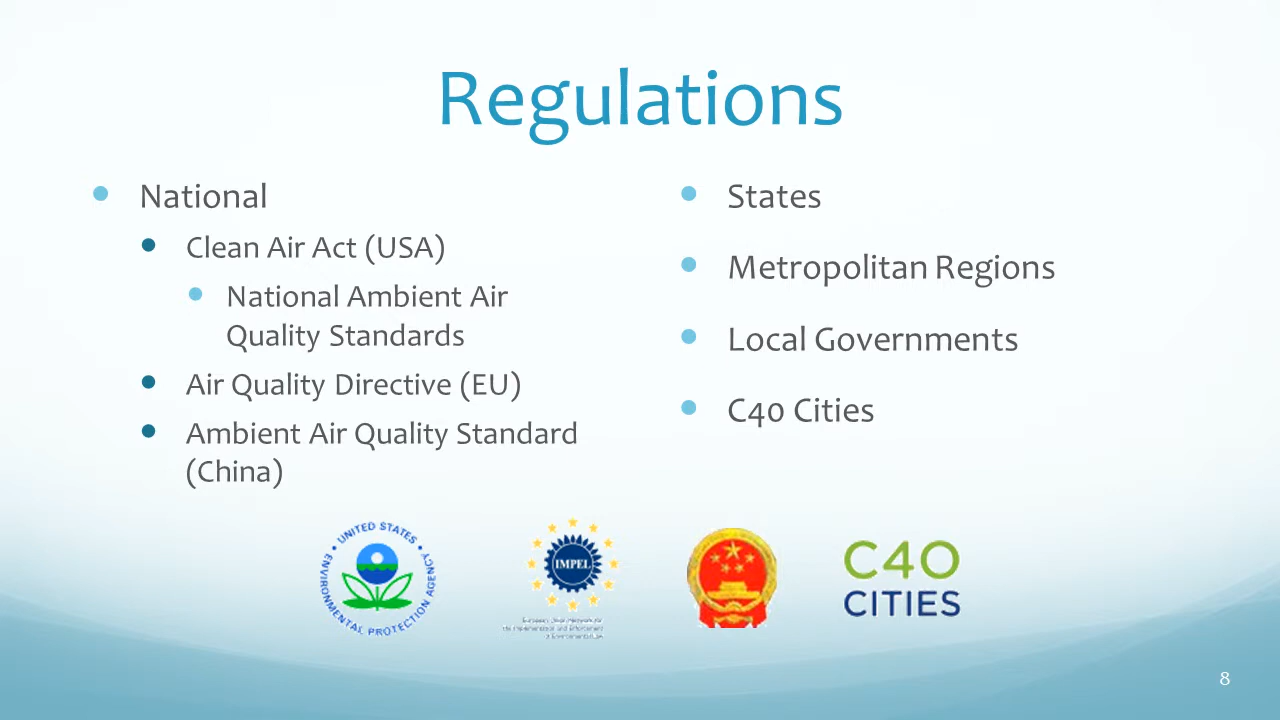 Regulations
National
Clean Air Act (USA)
National Ambient Air
Quality Standards
Air Quality Directive (EU)
Ambient Air Quality Standard
(China)
States
Metropolitan Regions
Local Governments
C40 Cities
UNITED STATES
ENVIRONMENTAL PROTECTION AGENCY
IMPEL
C40
CITIES
8